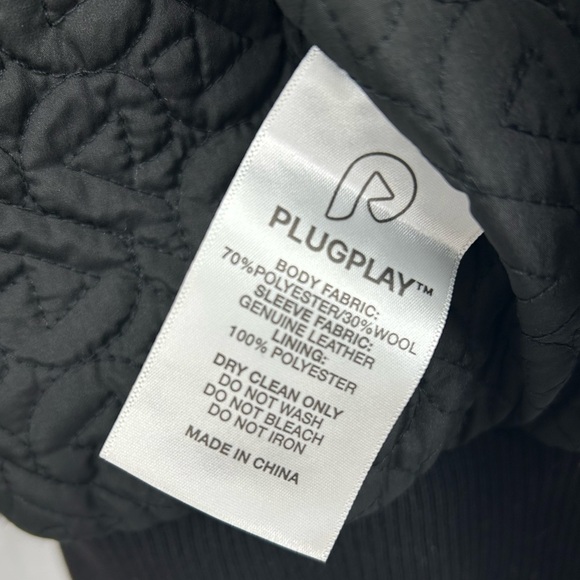 PLUGPLAY™
BODY FABRIC:
70%POLYESTER/30%WOOL
SLEEVE FABRIC:
GENUINE LEATHER
LINING:
100% POLYESTER
DRY CLEAN ONLY
DO NOT WASH
DO NOT BLEACH
DO NOT IRON
MADE IN CHINA